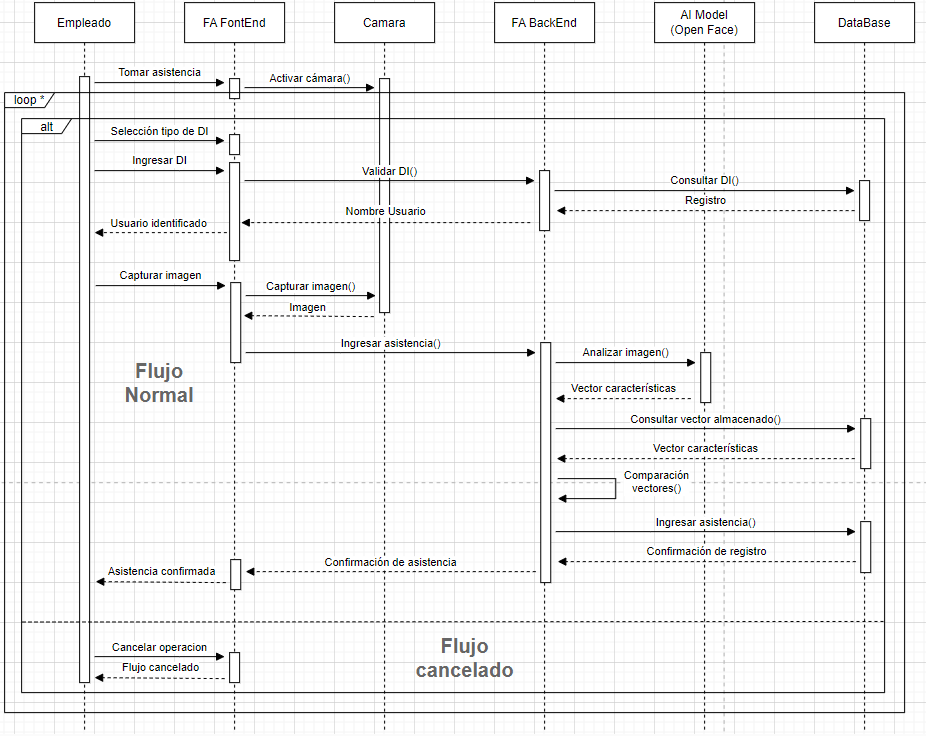 Empleado
FA FontEnd
Camara
FA BackEnd
AI Model
(Open Face)
DataBase
Tomar asistencia
Activar cámara()
loop *
alt
Selección tipo de DI
Ingresar DI
Validar DI()
Consultar DI()
Registro
Nombre Usuario
Usuario identificado
Capturar imagen
Capturar imagen()
Imagen
Ingresar asistencia()
Analizar imagen()
Flujo
Normal
Vector características
Consultar vector almacenado()
Vector características
Comparación
vectores()
Ingresar asistencia()
Confirmación de registro
Confirmación de asistencia
Asistencia confirmada
Cancelar operacion
Flujo cancelado
Flujo
cancelado